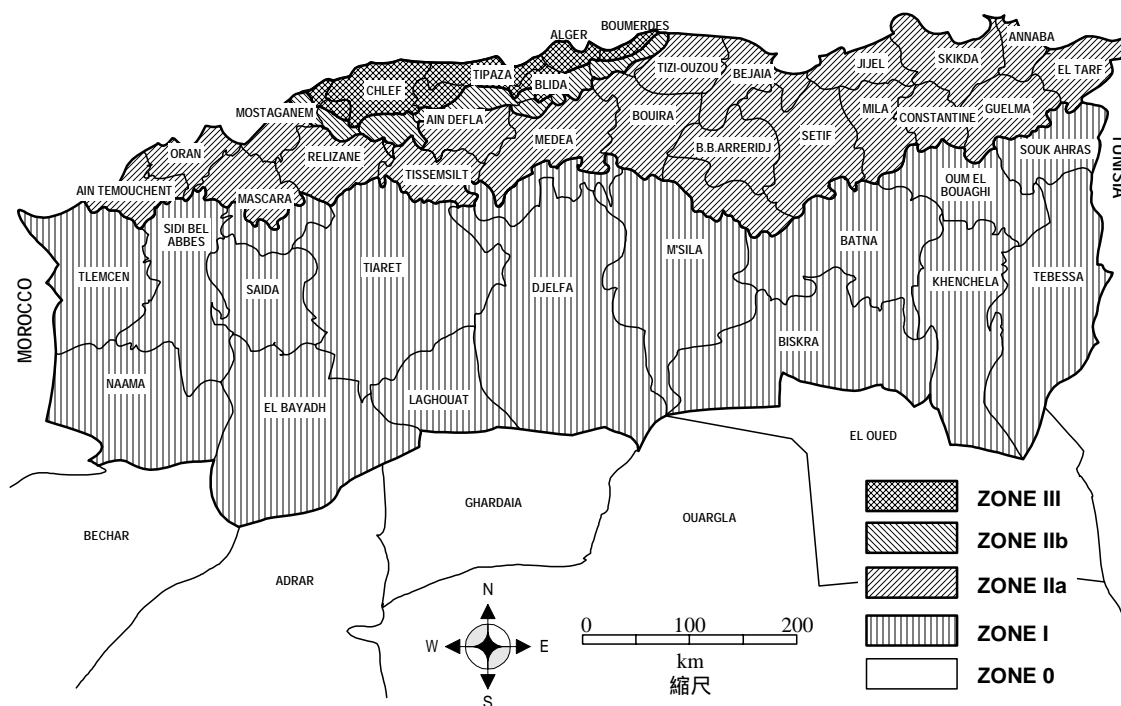 BOUMERDES
ALGER
ANNABA
TIPAZA
TIZI-OUZOU
BEJAIA
JIJEL
SKIKDA
EL TARF
CHLEF
BLIDA
MOSTAGANEM
AIN DEFLA
BOUIRA
MILA
CONSTANTINE
GUELMA
ORAN
RELIZANE
MEDEA
B.B.ARRERIDJ
SETIF
SOUK AHRAS
TUNISIA
AIN TEMOUCHENT
MASCARA
TISSEMSILT
OUM EL
BOUAGHI
SIDI BEL
ABBES
TLEMCEN
SAIDA
TIARET
DJELFA
M'SILA
BATNA
KHENCHELA
TEBESSA
MOROCCO
NAAMA
EL BAYADH
LAGHOUAT
BISKRA
EL OUED
BECHAR
GHARDAIA
OUARGLA
ADRAR
ZONE III
ZONE IIb
ZONE IIa
ZONE I
ZONE 0
N
W
E
S
0 100 200
km
縮尺